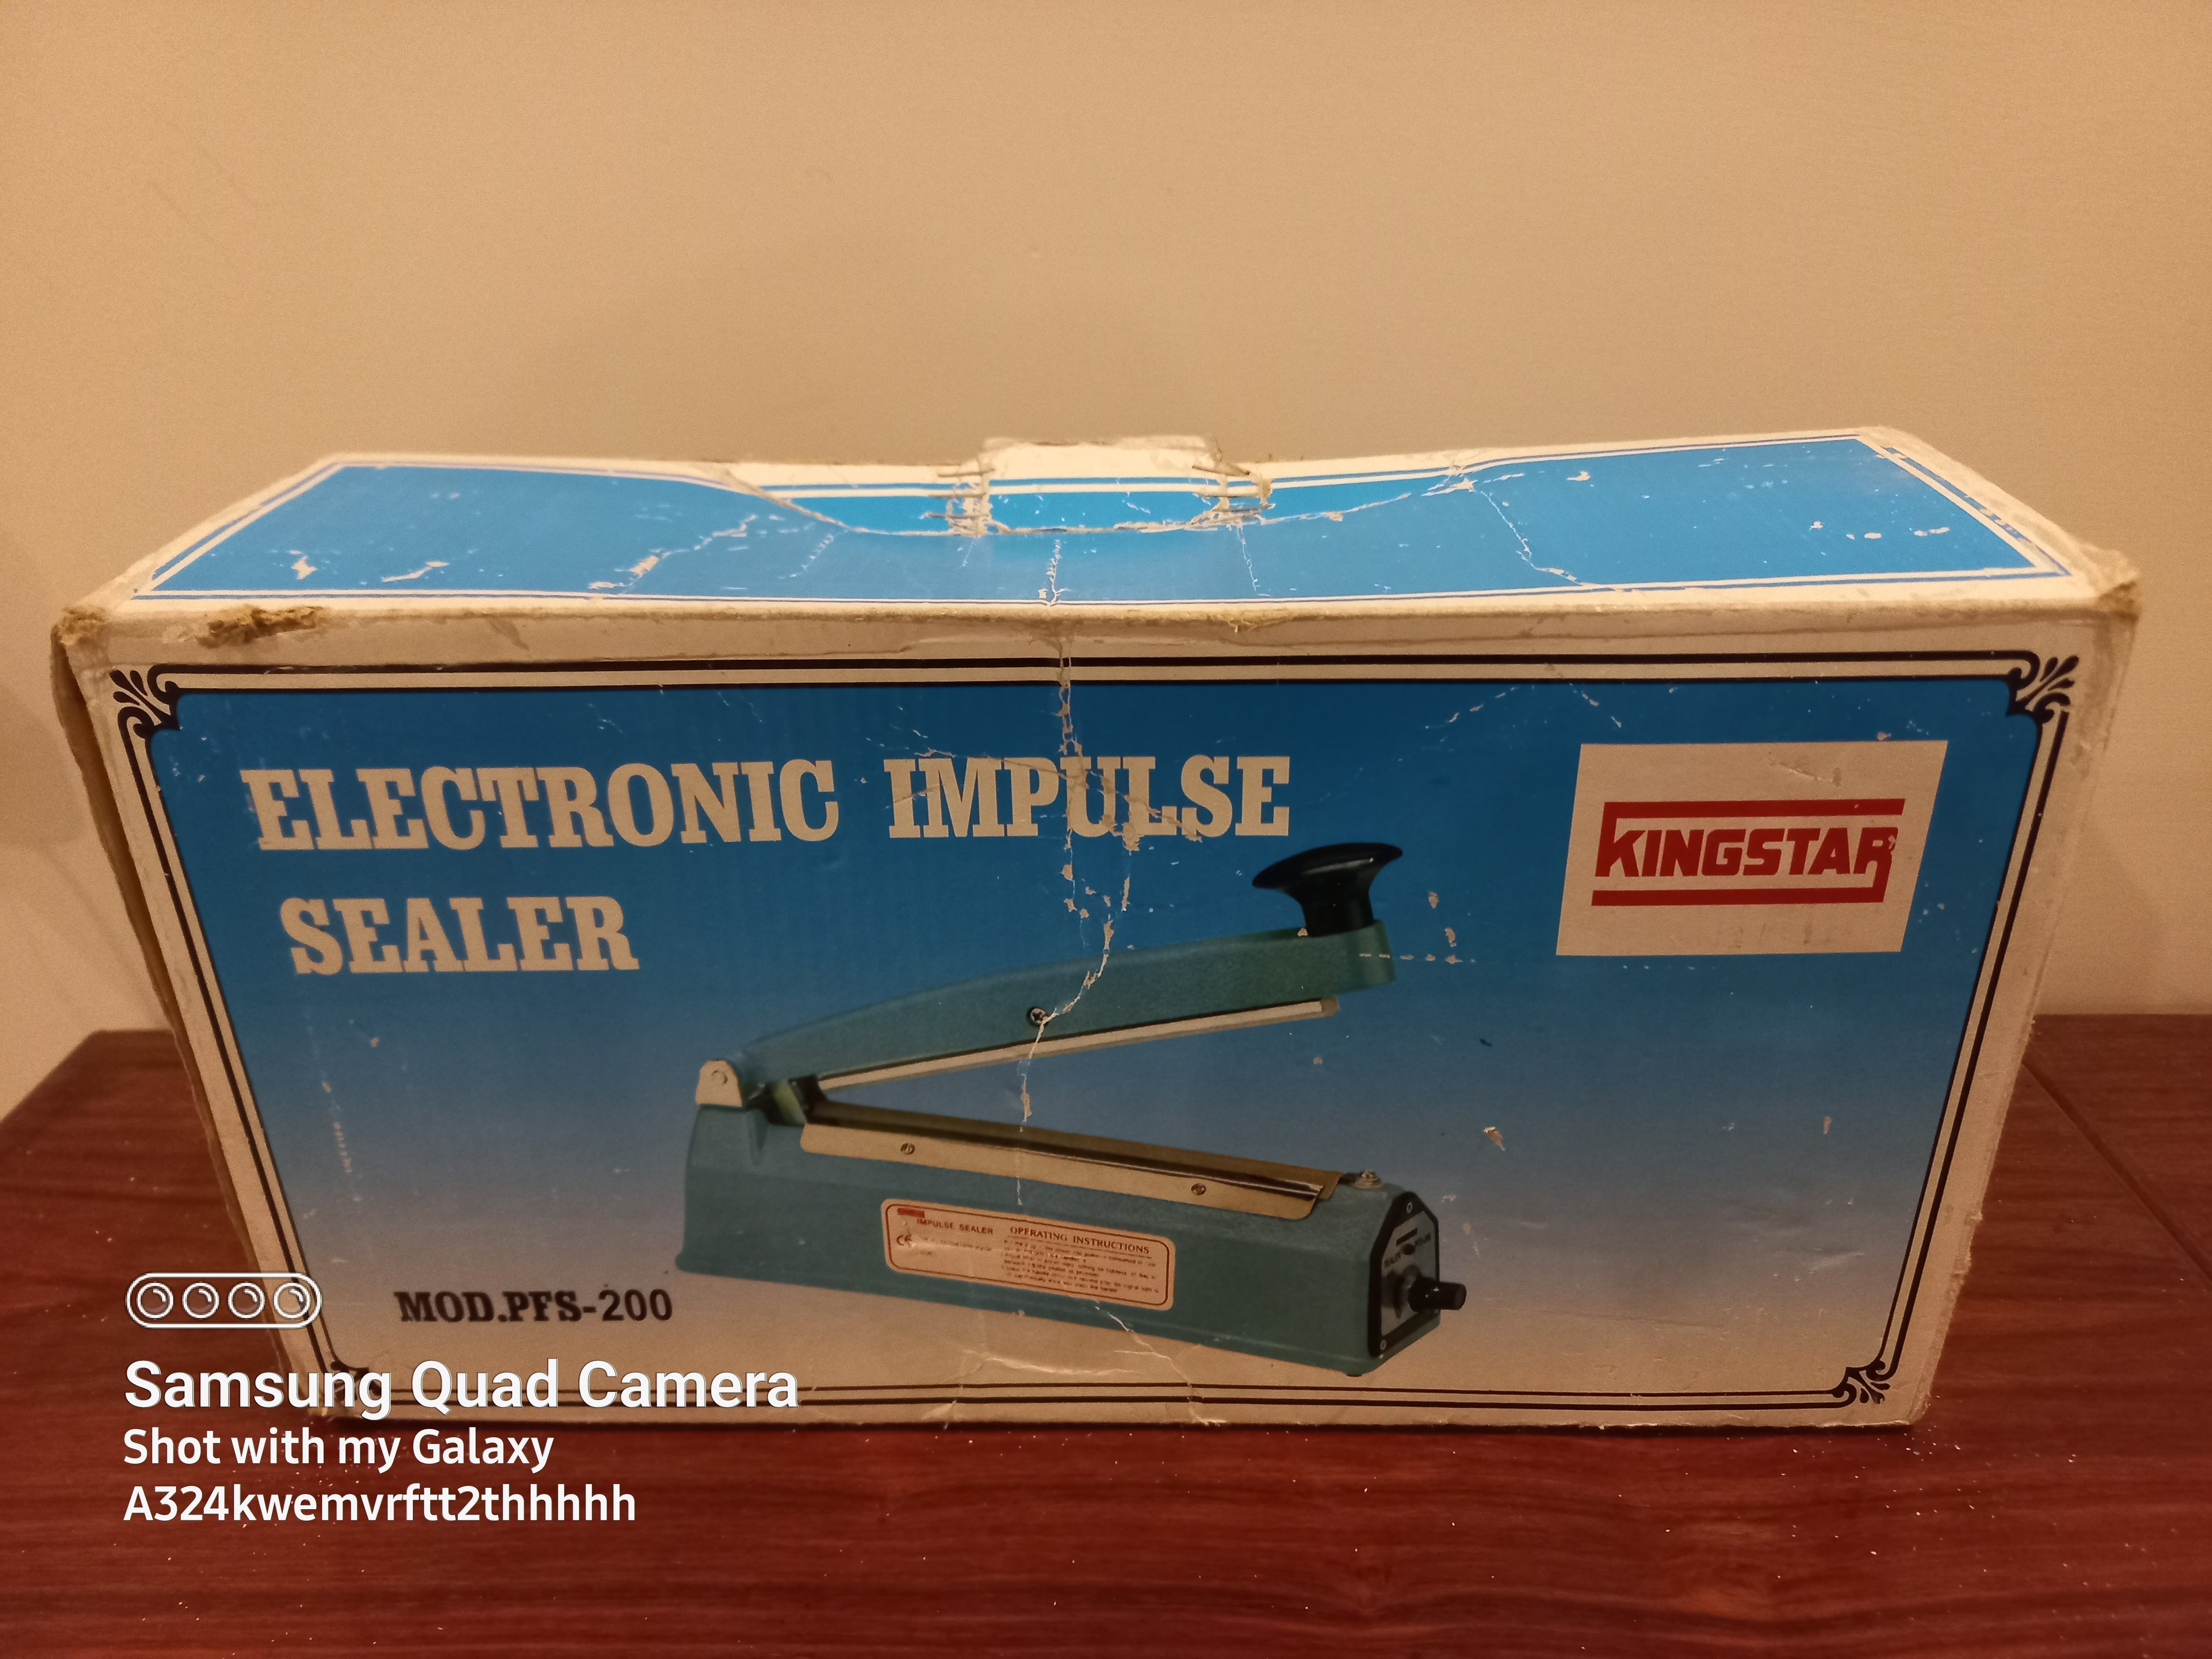 ELECTRONIC IMPULSE
SEALER
KINGSTAR
IMPULSE SEALER
OPERATING INSTRUCTIONS
CE
MOD.PFS-200
Samsung Quad Camera
Shot with my Galaxy
A324kwemvrftt2thhhhh